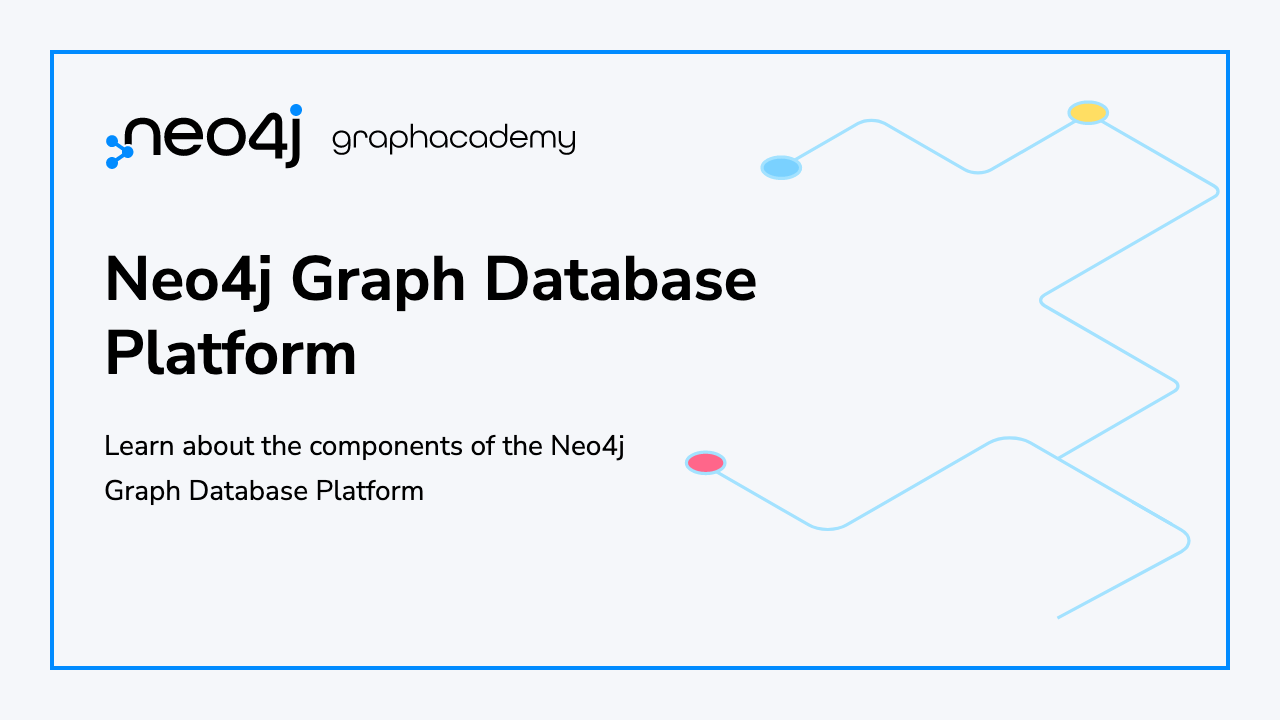 neo4j graphacademy
Neo4j Graph Database
Platform
Learn about the components of the Neo4j
Graph Database Platform